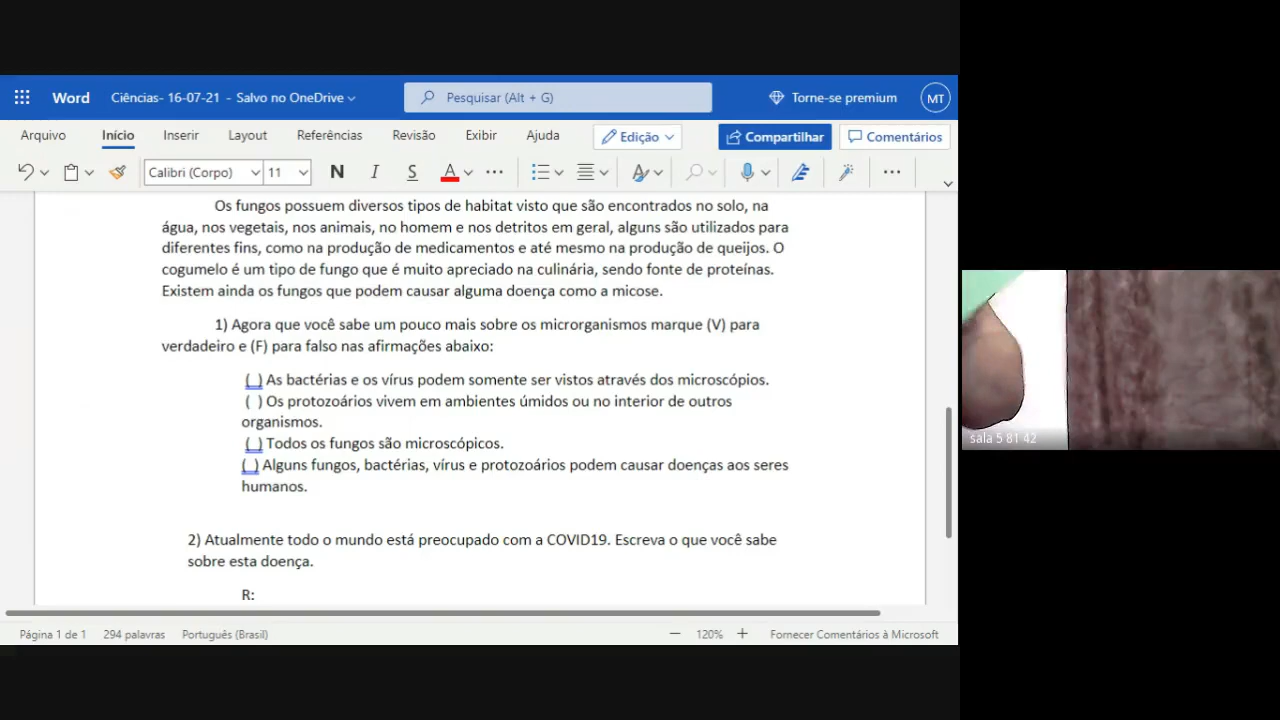 Word Ciências- 16-07-21 - Salvo no OneDrive Pesquisar (Alt + G) Torne-se premium MT
Arquivo Início Inserir Layout Referências Revisão Exibir Ajuda Edição Compartilhar Comentários
Calibri (Corpo) 11 N I S A
Os fungos possuem diversos tipos de habitat visto que são encontrados no solo, na
água, nos vegetais, nos animais, no homem e nos detritos em geral, alguns são utilizados para
diferentes fins, como na produção de medicamentos e até mesmo na produção de queijos. O
cogumelo é um tipo de fungo que é muito apreciado na culinária, sendo fonte de proteínas.
Existem ainda os fungos que podem causar alguma doença como a micose.
1) Agora que você sabe um pouco mais sobre os microrganismos marque (V) para
verdadeiro e (F) para falso nas afirmações abaixo:
( ) As bactérias e os vírus podem somente ser vistos através dos microscópios.
( ) Os protozoários vivem em ambientes úmidos ou no interior de outros
organismos.
( ) Todos os fungos são microscópicos.
( ) Alguns fungos, bactérias, vírus e protozoários podem causar doenças aos seres
humanos.
2) Atualmente todo o mundo está preocupado com a COVID19. Escreva o que você sabe
sobre esta doença.
R:
Página 1 de 1 294 palavras Português (Brasil) 120% Fornecer Comentários à Microsoft
sala 5 81 42